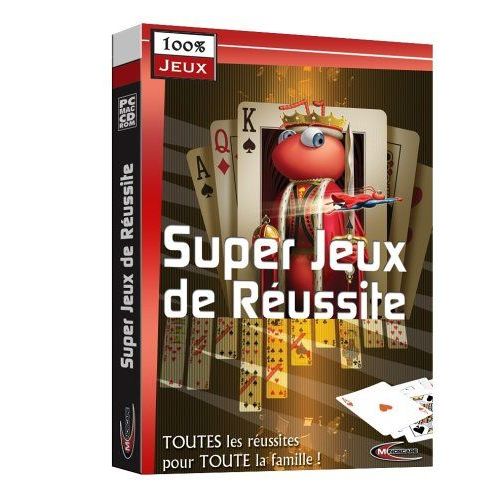 100%
JEUX
PC
MAC
CD
ROM
Super Jeux de Réussite
A
Q
K
Super Jeux
de Réussite
TOUTES les réussites
pour TOUTE la famille !
MINDSCAPE